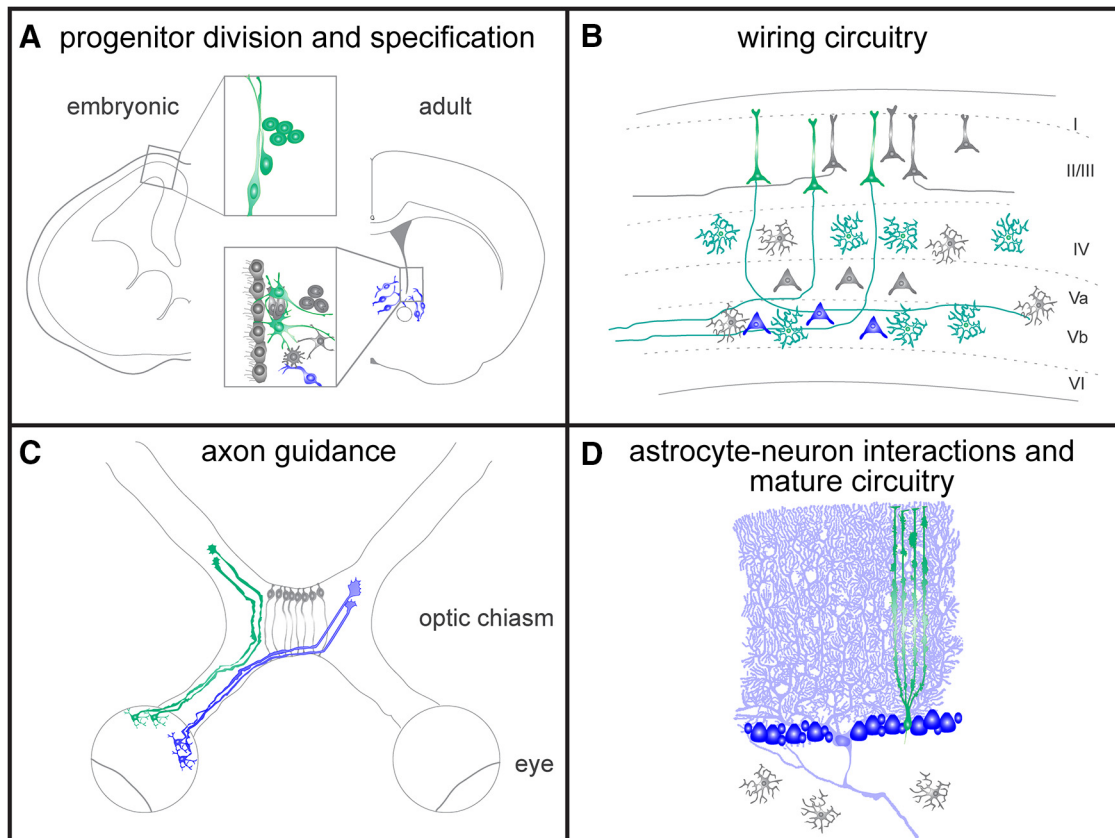 A progenitor division and specification
embryonic
adult
B wiring circuitry
I
II/III
IV
Va
Vb
VI
C axon guidance
optic chiasm
eye
D astrocyte-neuron interactions and
mature circuitry